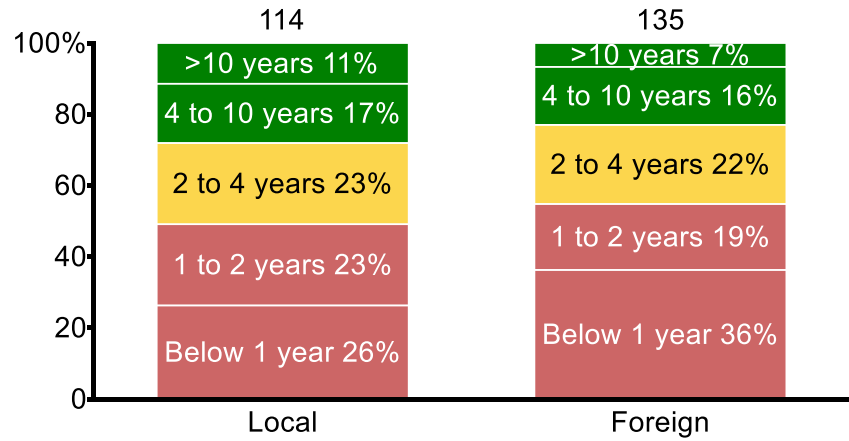 114 135
100%
>10 years 11%
>10 years 7%
4 to 10 years 17%
4 to 10 years 16%
80
2 to 4 years 23%
2 to 4 years 22%
60
1 to 2 years 23%
1 to 2 years 19%
40
20
Below 1 year 26%
Below 1 year 36%
0
Local Foreign